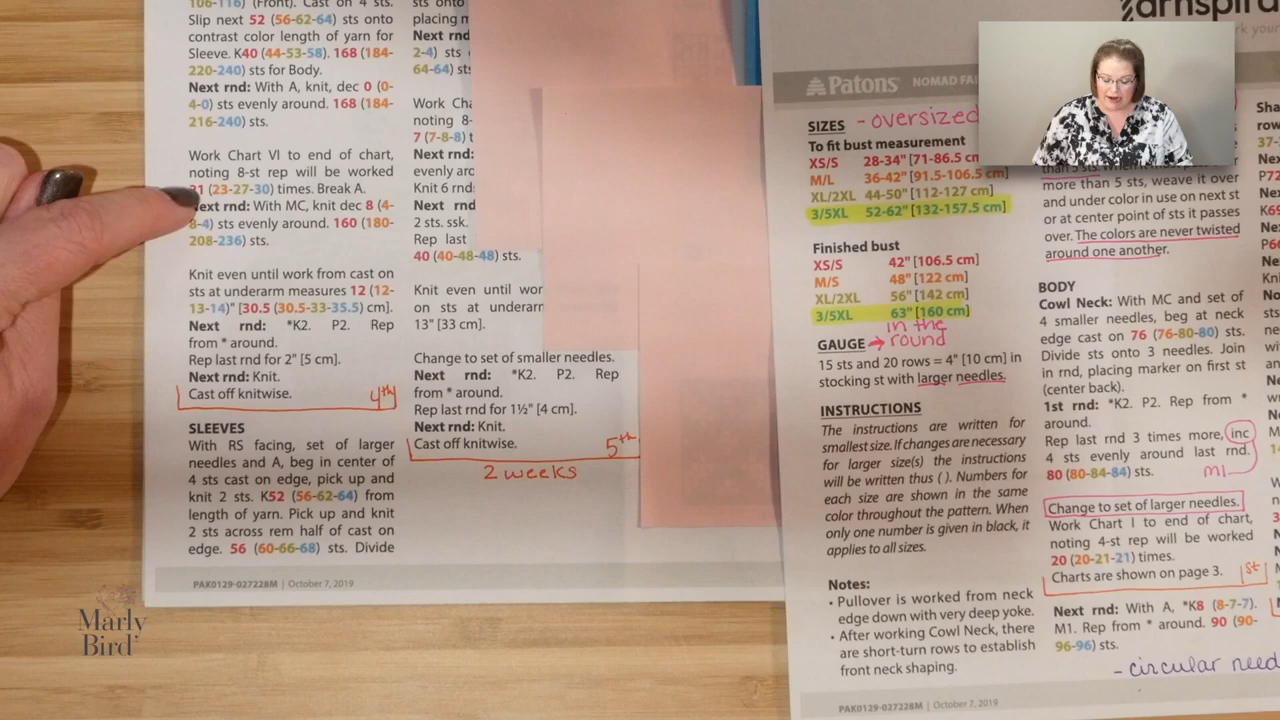 106-116) (Front). Cast on 4 sts.
Slip next 52 (56-62-64) sts onto
contrast color length of yarn for
Sleeve. K40 (44-53-58). 168 (184-
220-240) sts for Body.
Next rnd: With A, knit, dec 0 (0-
4-0) sts evenly around. 168 (184-
216-240) sts.
Work Chart VI to end of chart,
noting 8-st rep will be worked
21 (23-27-30) times. Break A.
Next rnd: With MC, knit dec 8 (4-
8-4) sts evenly around. 160 (180-
208-236) sts.
Knit even until work from cast on
sts at underarm measures 12 (12-
13-14)" [30.5 (30.5-33-35.5) cm].
Next rnd: *K2. P2. Rep
from * around.
Rep last rnd for 2" [5 cm].
Next rnd: Knit.
Cast off knitwise. 4th
SLEEVES
With RS facing, set of larger
needles and A, beg in center of
4 sts cast on edge, pick up and
knit 2 sts. K52 (56-62-64) from
length of yarn. Pick up and knit
2 sts across rem half of cast on
edge. 56 (60-66-68) sts. Divide
sts onto
placing
Next rnd
2-4) sts
64-64) sts
Work
noting 8-
7 (7-8-8)
Next rnd:
evenly
Knit 6 rnd
Next rnd:
2 sts. ssk.
Rep last
40 (40-48-48) sts.
Knit even until
on sts at
13" [33 cm].
Change to set of smaller needles.
Next rnd: *K2. P2. Rep
from * around.
Rep last rnd for 1½" [4 cm].
Next rnd: Knit.
Cast off knitwise. 5th
2 weeks
PAK0129-027228M | October 7, 2019
Marly
Bird
Patons NOMAD
SIZES - oversized
To fit bust measurement
XS/S 28-34" [71-86.5 cm
M/L 36-42" [91.5-106.5 cm
XL/2XL 44-50" [112-127 cm]
3/5XL 52-62" [132-157.5 cm]
Finished bust
XS/S 42" [106.5 cm]
M/S 48" [122 cm]
XL/2XL 56" [142 cm]
3/5XL 63" [160 cm]
in the
GAUGE → round
15 sts and 20 rows = 4" [10 cm] in
stocking st with larger needles.
INSTRUCTIONS
The instructions are written for
smallest size. If changes are necessary
for larger size(s) the instructions
will be written thus ( ). Numbers for
each size are shown in the same
color throughout the pattern. When
only one number is given in black, it
applies to all sizes.
Notes:
• Pullover is worked from neck
edge down with very deep yoke.
• After working Cowl Neck, there
are short-turn rows to establish
front neck shaping.
PAK0129-027228M | October 7, 2019
more than 5 sts, weave it over
and under color in use on next st
or at center point of sts it passes
over. The colors are never twisted
around one another.
BODY
Cowl Neck: With MC and set of
4 smaller needles, beg at neck
edge cast on 76 (76-80-80) sts.
Divide sts onto 3 needles. Join
in rnd, placing marker on first st
(center back).
1st rnd: *K2. P2. Rep from *
around.
Rep last rnd 3 times more, inc
4 sts evenly around last rnd.
80 (80-84-84) sts. M1
Change to set of larger needles.
Work Chart I to end of chart,
noting 4-st rep will be worked
20 (20-21-21) times.
Charts are shown on page 3. 1st
Next rnd: With A, *K8 (8-7-7).
M1. Rep from * around. 90 (90-
96-96) sts.
- circular